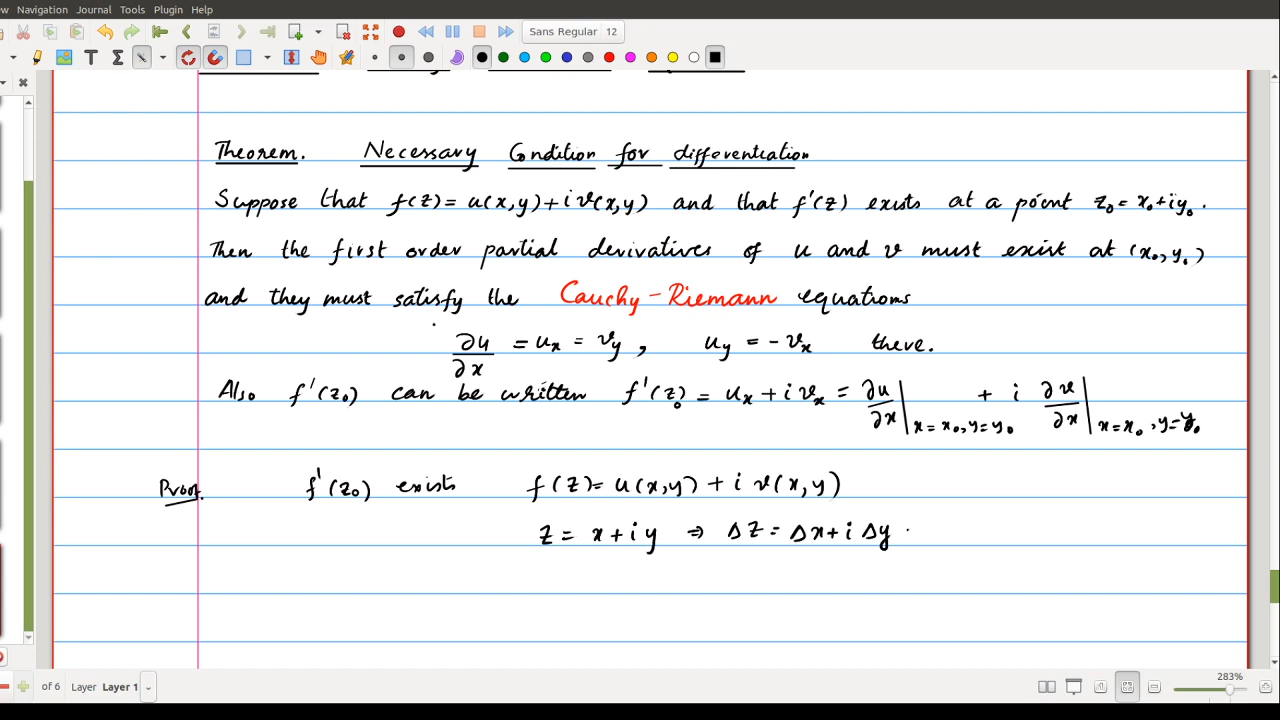 w Navigation Journal Tools Plugin Help
Sans Regular 12
Theorem. Necessary Condition for differentiation
Suppose that f(z) = u(x,y) + i v(x,y) and that f'(z) exists at a point z₀ = x₀ + iy₀.
Then the first order partial derivatives of u and v must exist at (x₀, y₀)
and they must satisfy the Cauchy-Riemann equations
∂u/∂x = uₓ = v_y, u_y = -vₓ there.
Also f'(z₀) can be written f'(z₀) = uₓ + i vₓ = ∂u/∂x |x=x₀, y=y₀ + i ∂v/∂x |x=x₀, y=y₀
Proof. f'(z₀) exists f(z) = u(x,y) + i v(x,y)
z = x + iy ⇒ Δz = Δx + i Δy.
of 6 Layer Layer 1 283%